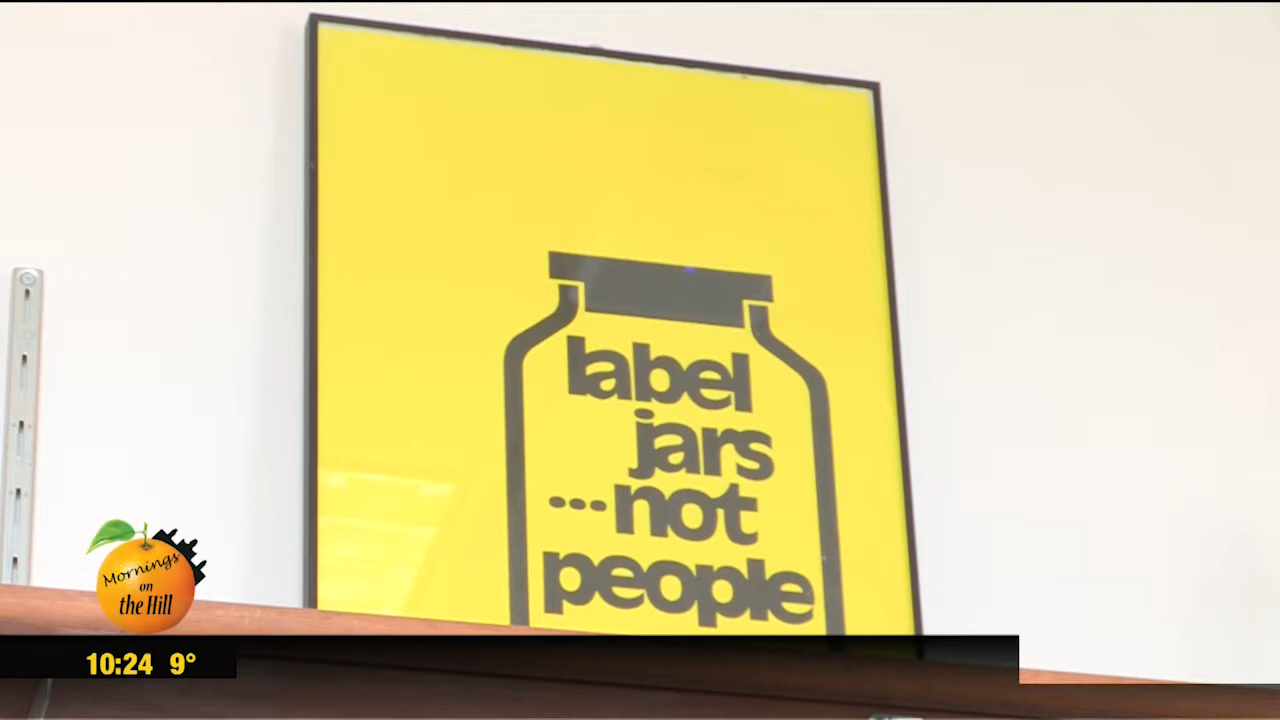 label
jars
...not
people
Mornings
on
the Hill
10:24 9°